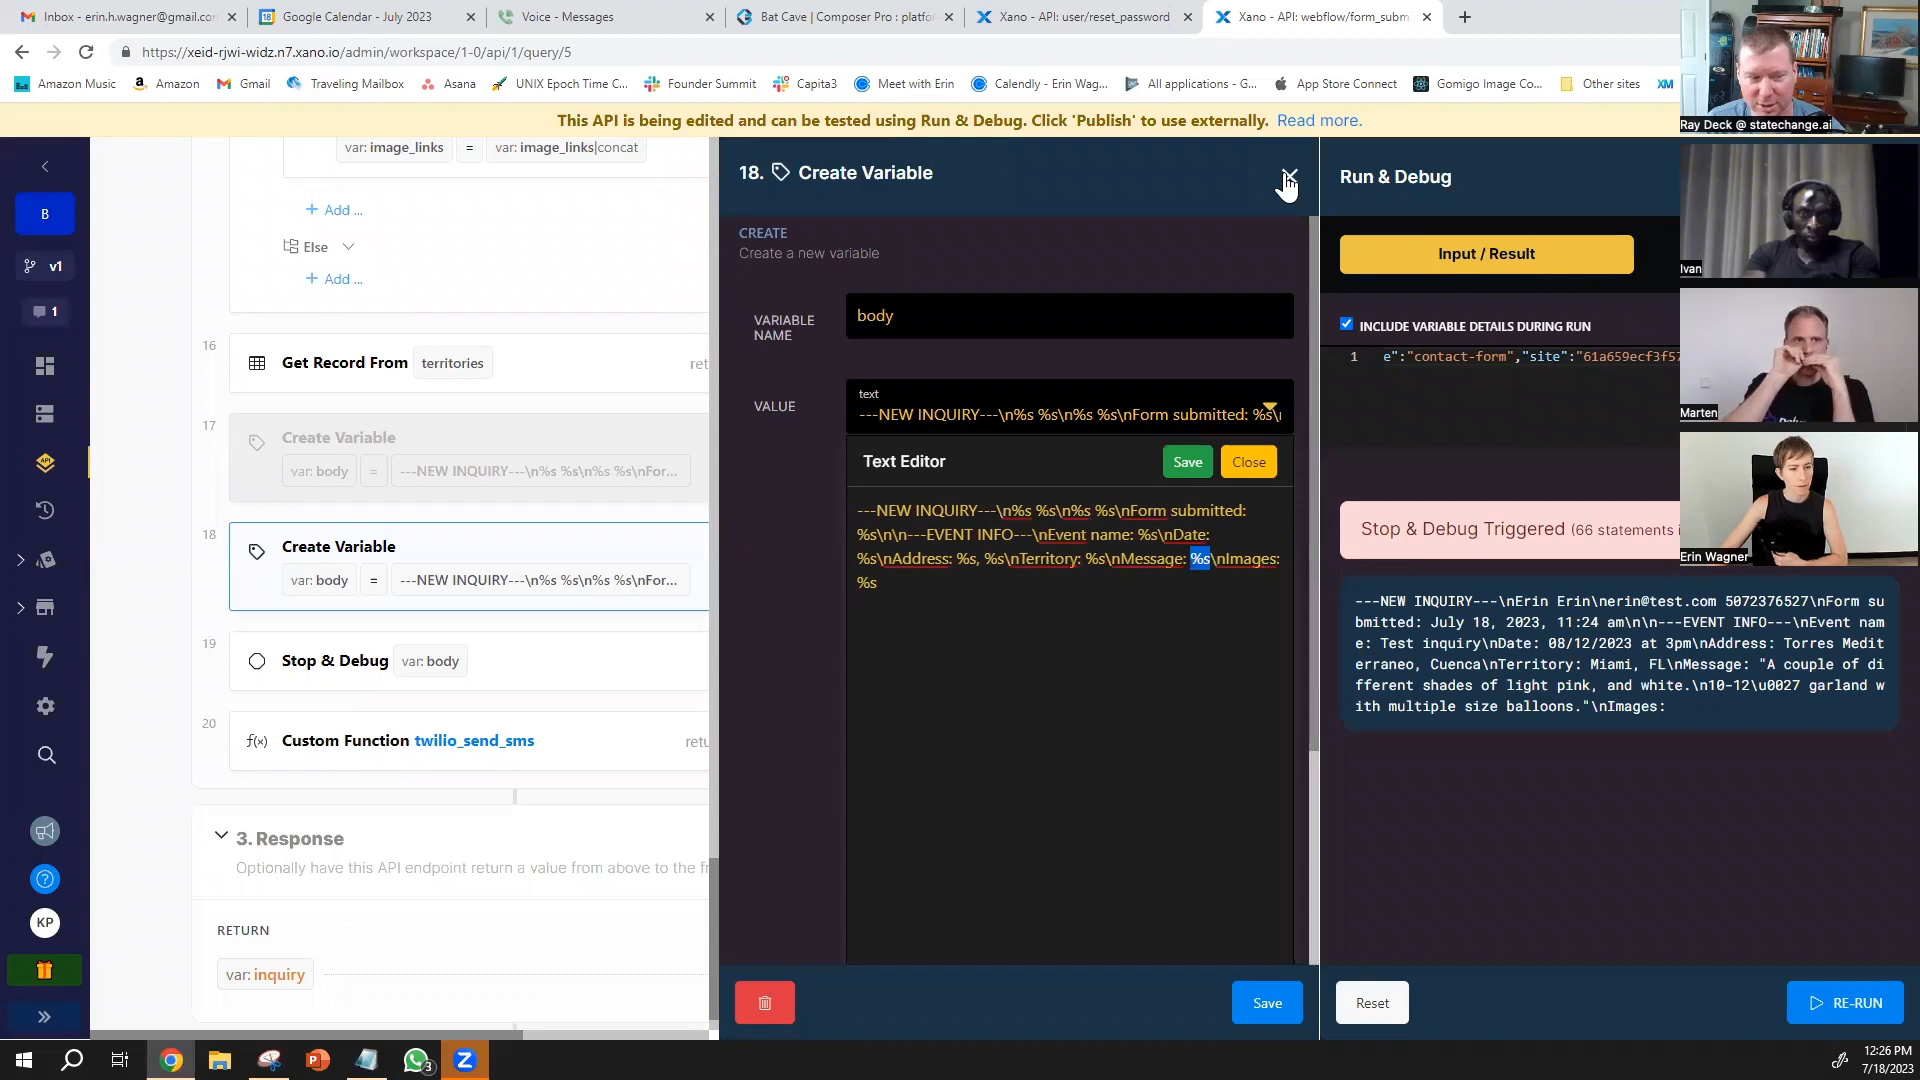 Inbox - erin.h.wagner@gmail.co
Google Calendar - July 2023
Voice - Messages
Bat Cave | Composer Pro : platfo
Xano - API: user/reset_password
Xano - API: webflow/form_subm
https://xeid-rjwi-widz.n7.xano.io/admin/workspace/1-0/api/1/query/5
Amazon Music
Amazon
Gmail
Traveling Mailbox
Asana
UNIX Epoch Time C...
Founder Summit
Capita3
Meet with Erin
Calendly - Erin Wag...
All applications - G...
App Store Connect
Gomigo Image Co...
Other sites
XM
This API is being edited and can be tested using Run & Debug. Click 'Publish' to use externally. Read more.
Ray Deck @ statechange.ai
Ivan
Marten
Erin Wagner
B
v1
1
KP
var: image_links = var: image_links|concat
+ Add ...
Else
+ Add ...
16
Get Record From territories
ret
17
Create Variable
var: body = ---NEW INQUIRY---\n%s %s\n%s %s\nFor...
18
Create Variable
var: body = ---NEW INQUIRY---\n%s %s\n%s %s\nFor...
19
Stop & Debug var: body
20
f(x) Custom Function twilio_send_sms
retu
3. Response
Optionally have this API endpoint return a value from above to the fr
RETURN
var: inquiry
18. Create Variable
CREATE
Create a new variable
VARIABLE
NAME
body
VALUE
text
---NEW INQUIRY---\n%s %s\n%s %s\nForm submitted: %s\
Text Editor
Save
Close
---NEW INQUIRY---\n%s %s\n%s %s\nForm submitted:
%s\n\n---EVENT INFO---\nEvent name: %s\nDate:
%s\nAddress: %s, %s\nTerritory: %s\nMessage: %s\nImages:
%s
Save
Run & Debug
Input / Result
INCLUDE VARIABLE DETAILS DURING RUN
1 e":"contact-form","site":"61a659ecf3f57
Stop & Debug Triggered (66 statements i
---NEW INQUIRY---\nErin Erin\nerin@test.com 5072376527\nForm su
bmitted: July 18, 2023, 11:24 am\n\n---EVENT INFO---\nEvent nam
e: Test inquiry\nDate: 08/12/2023 at 3pm\nAddress: Torres Medit
erraneo, Cuenca\nTerritory: Miami, FL\nMessage: "A couple of di
fferent shades of light pink, and white.\n10-12\u0027 garland w
ith multiple size balloons."\nImages:
Reset
RE-RUN
3
12:26 PM
7/18/2023